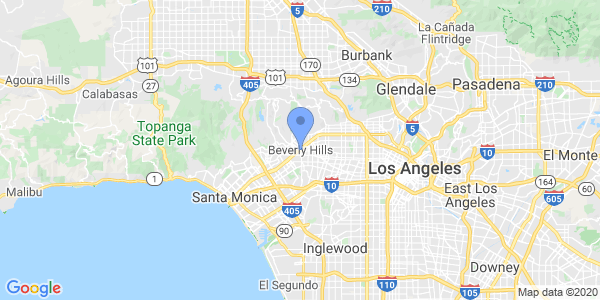 La Cañada
Flintridge
5
210
Burbank
170
101
Agoura Hills
101
405
134
Pasadena
210
27
Glendale
Calabasas
Topanga
State Park
5
Beverly Hills
10
El Monte
Los Angeles
1
10
164
Malibu
Santa Monica
East Los
Angeles
605
405
90
Inglewood
Downey
El Segundo
110
105
Google
Map data ©2020